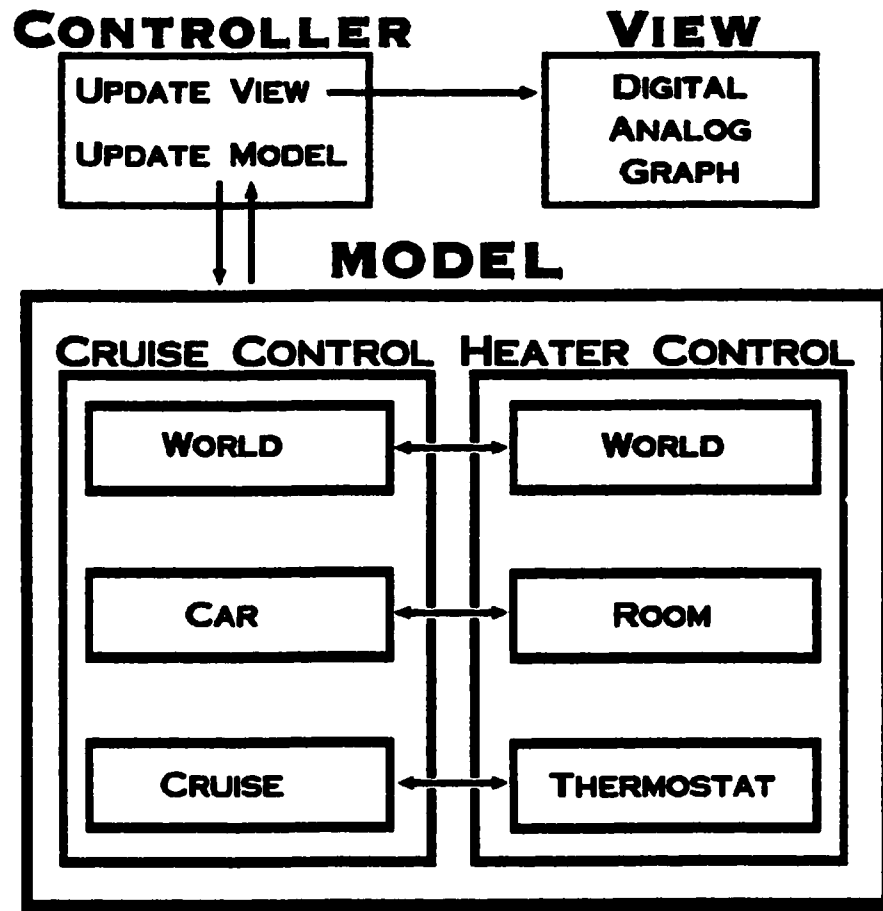 CONTROLLER
UPDATE VIEW
UPDATE MODEL
VIEW
DIGITAL
ANALOG
GRAPH
MODEL
CRUISE CONTROL
WORLD
CAR
CRUISE
HEATER CONTROL
WORLD
ROOM
THERMOSTAT